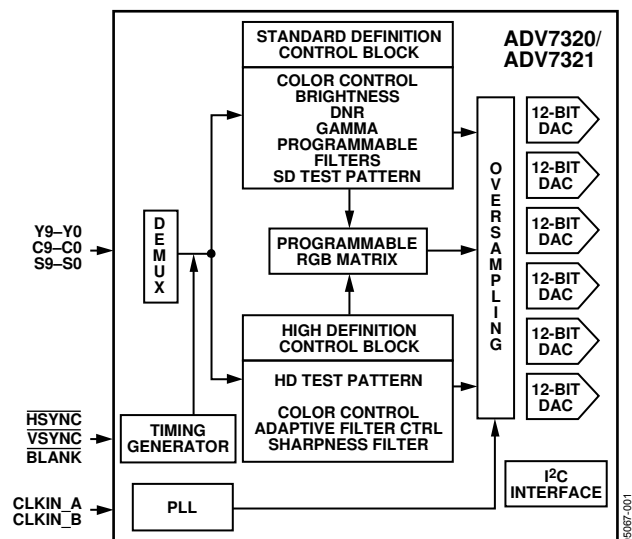 STANDARD DEFINITION
CONTROL BLOCK
COLOR CONTROL
BRIGHTNESS
DNR
GAMMA
PROGRAMMABLE
FILTERS
SD TEST PATTERN
ADV7320/
ADV7321
Y9–Y0
C9–C0
S9–S0
DEMUX
PROGRAMMABLE
RGB MATRIX
HIGH DEFINITION
CONTROL BLOCK
HD TEST PATTERN
COLOR CONTROL
ADAPTIVE FILTER CTRL
SHARPNESS FILTER
OVERSAMPLING
12-BIT
DAC
12-BIT
DAC
12-BIT
DAC
12-BIT
DAC
12-BIT
DAC
12-BIT
DAC
HSYNC
VSYNC
BLANK
TIMING
GENERATOR
CLKIN_A
CLKIN_B
PLL
I²C
INTERFACE
05067-001